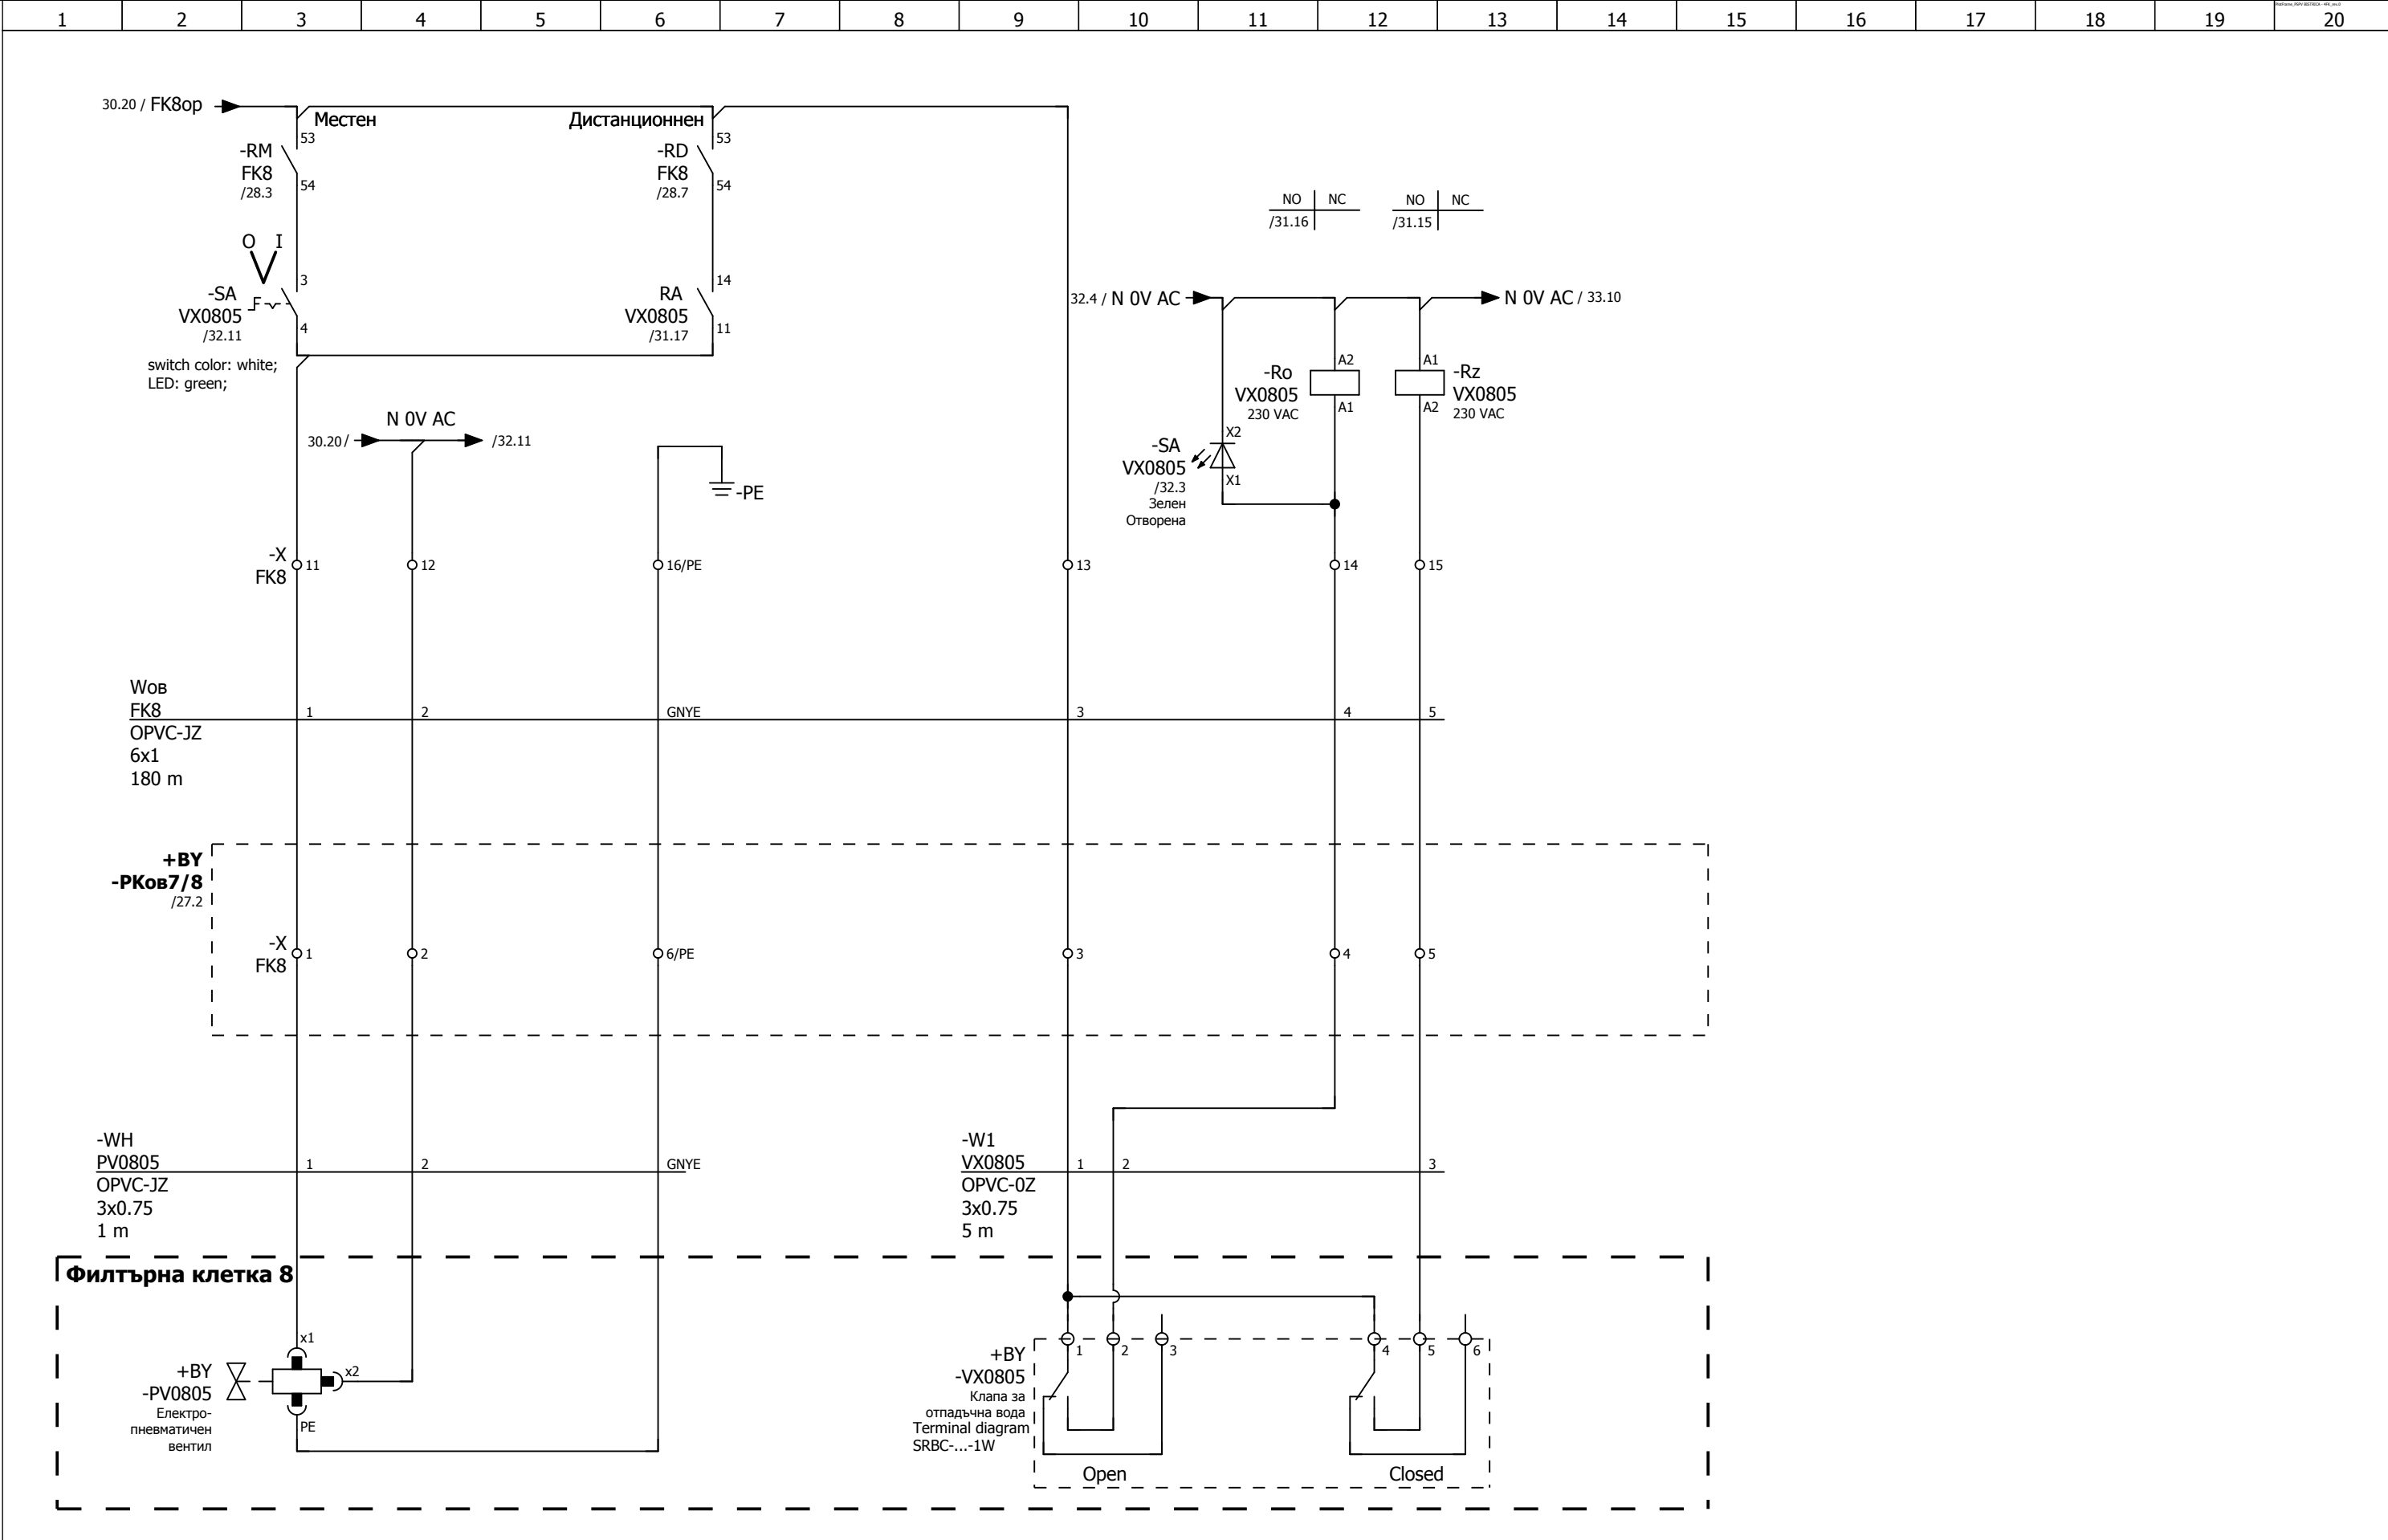 1 2 3 4 5 6 7 8 9 10 11 12 13 14 15 16 17 18 19 20
30.20 / FK8op
Местен
Дистанционнен
53
53
-RM
FK8
/28.3
54
-RD
FK8
/28.7
54
NO NC
/31.16
NO NC
/31.15
O I
3
-SA
VX0805
/32.11
4
14
RA
VX0805
/31.17
11
switch color: white;
LED: green;
32.4 / N 0V AC
N 0V AC / 33.10
A2
-Ro
VX0805
230 VAC
A1
A1
-Rz
VX0805
230 VAC
A2
N 0V AC
30.20 /
/32.11
-PE
X2
-SA
VX0805
/32.3
Зелен
Отворена
X1
-X
FK8
11
12
16/PE
13
14
15
Wов
FK8
OPVC-JZ
6x1
180 m
1
2
GNYE
3
4
5
+BY
-РКов7/8
/27.2
-X
FK8
1
2
6/PE
3
4
5
-WH
PV0805
OPVC-JZ
3x0.75
1 m
1
2
GNYE
-W1
VX0805
OPVC-0Z
3x0.75
5 m
1
2
3
Филтърна клетка 8
x1
x2
PE
+BY
-PV0805
Електро-
пневматичен
вентил
1
2
3
4
5
6
+BY
-VX0805
Клапа за
отпадъчна вода
Terminal diagram
SRBC-...-1W
Open
Closed